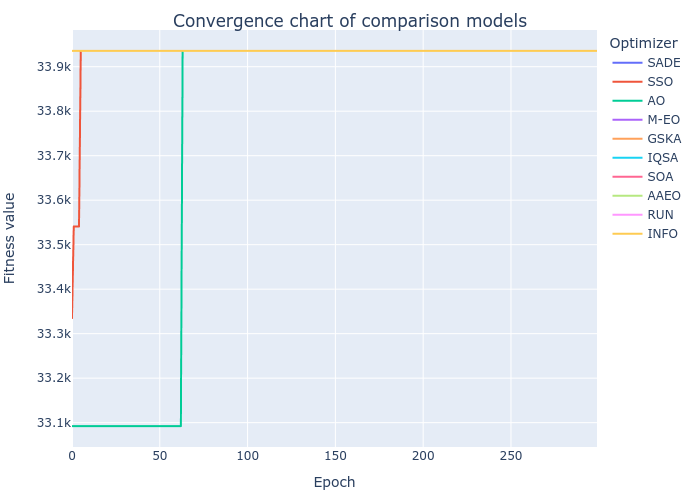 Convergence chart of comparison models
Optimizer
SADE
SSO
AO
M-EO
GSKA
IQSA
SOA
AAEO
RUN
INFO
Fitness value
33.9k
33.8k
33.7k
33.6k
33.5k
33.4k
33.3k
33.2k
33.1k
0
50
100
150
200
250
Epoch